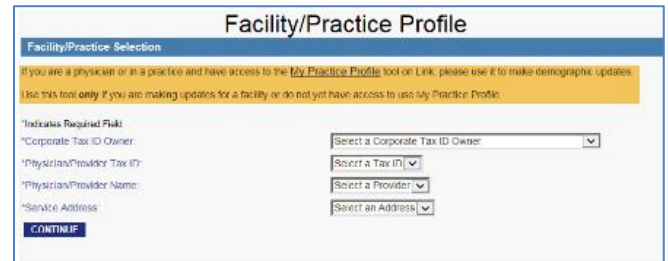 Facility/Practice Profile
Facility/Practice Selection
If you are a physician or in a practice and have access to the My Practice Profile tool on Link, please use it to make demographic updates.
Use this tool only if you are making updates for a facility or do not yet have access to use My Practice Profile.
*Indicates Required Field
*Corporate Tax ID Owner: Select a Corporate Tax ID Owner
*Physician/Provider Tax ID: Select a Tax ID
*Physician/Provider Name: Select a Provider
*Service Address: Select an Address
CONTINUE